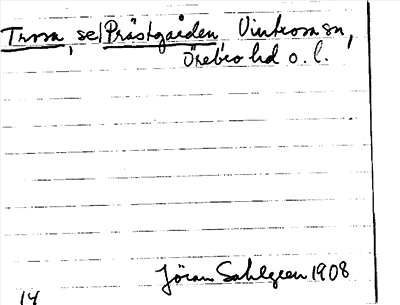 Trosa, se Prästgården, Vintrosa sn,
Örebro hd o. l.
Jöran Sahlgren 1908
14